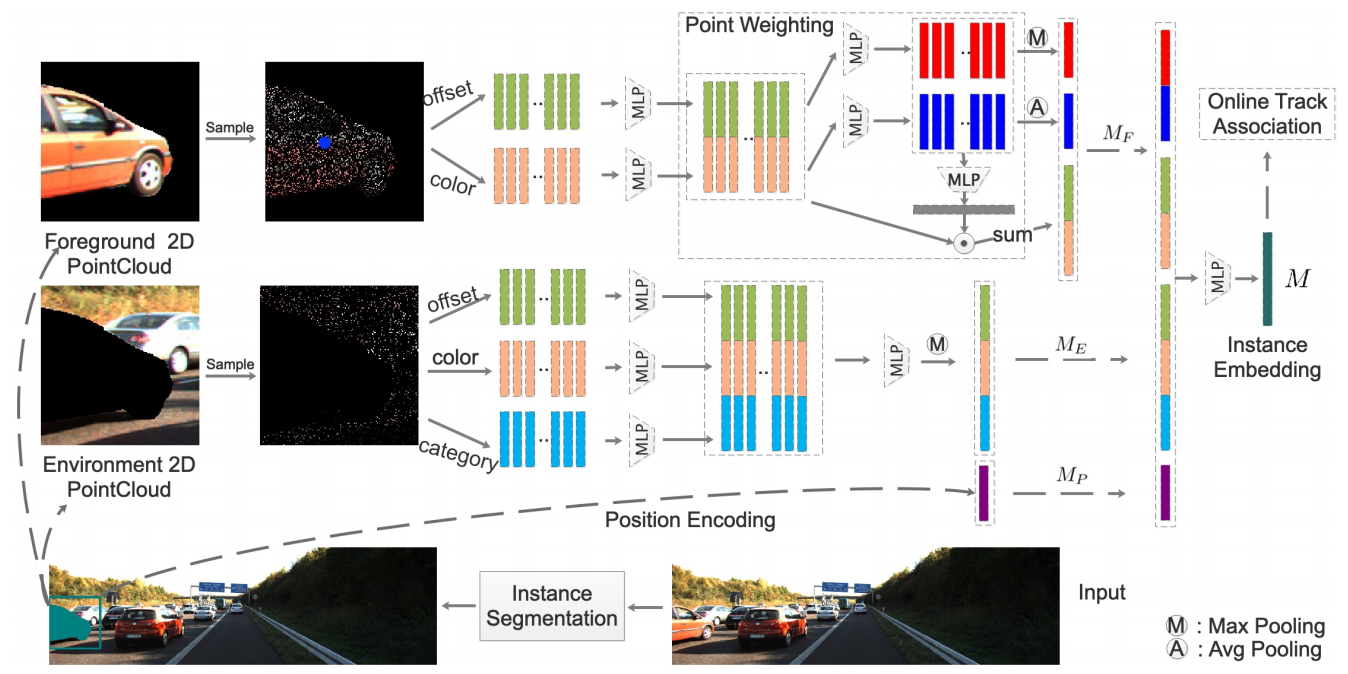 Point Weighting
MLP
M
offset
MLP
Sample
MLP
A
M_F
Online Track
Association
color
MLP
MLP
sum
Foreground 2D
PointCloud
offset
MLP
MLP
M
Instance
Embedding
Sample
color
MLP
MLP
M
M_E
category
MLP
Environment 2D
PointCloud
M_P
Position Encoding
Instance
Segmentation
Input
M : Max Pooling
A : Avg Pooling